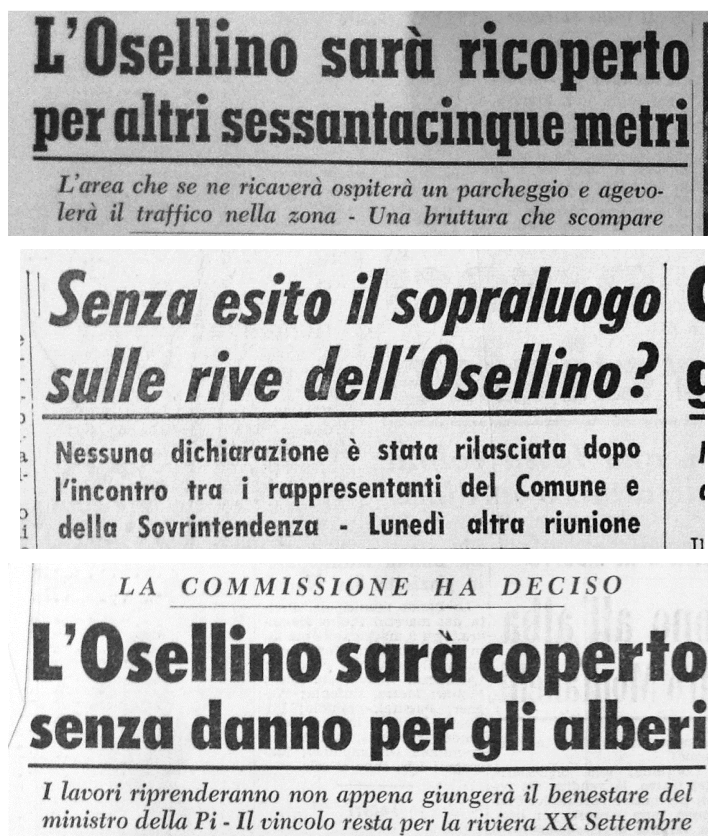 L'Osellino sarà ricoperto
per altri sessantacinque metri
L'area che se ne ricaverà ospiterà un parcheggio e agevo-
lerà il traffico nella zona - Una bruttura che scompare
Senza esito il sopraluogo
sulle rive dell'Osellino?
Nessuna dichiarazione è stata rilasciata dopo
l'incontro tra i rappresentanti del Comune e
della Sovrintendenza - Lunedì altra riunione
LA COMMISSIONE HA DECISO
L'Osellino sarà coperto
senza danno per gli alberi
I lavori riprenderanno non appena giungerà il benestare del
ministro della Pi - Il vincolo resta per la riviera XX Settembre